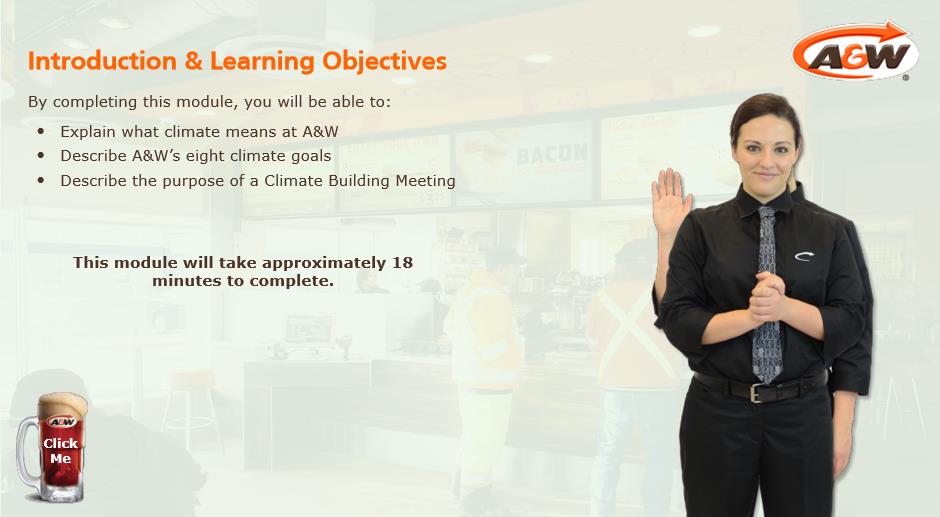 Introduction & Learning Objectives
A&W
By completing this module, you will be able to:
• Explain what climate means at A&W
• Describe A&W’s eight climate goals
• Describe the purpose of a Climate Building Meeting
BACON
This module will take approximately 18
minutes to complete.
A&W
Click
Me